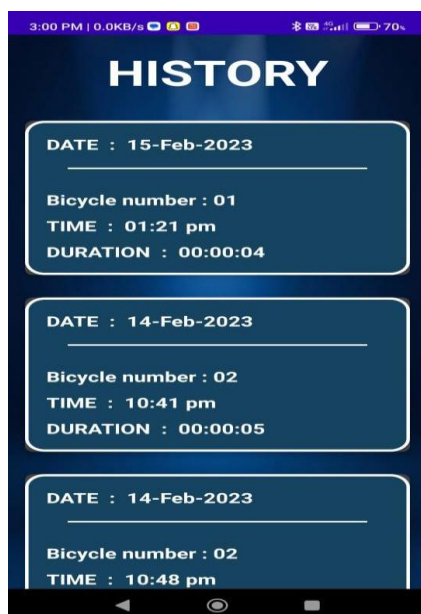 3:00 PM | 0.0KB/s 70%
HISTORY
DATE : 15-Feb-2023
Bicycle number : 01
TIME : 01:21 pm
DURATION : 00:00:04
DATE : 14-Feb-2023
Bicycle number : 02
TIME : 10:41 pm
DURATION : 00:00:05
DATE : 14-Feb-2023
Bicycle number : 02
TIME : 10:48 pm